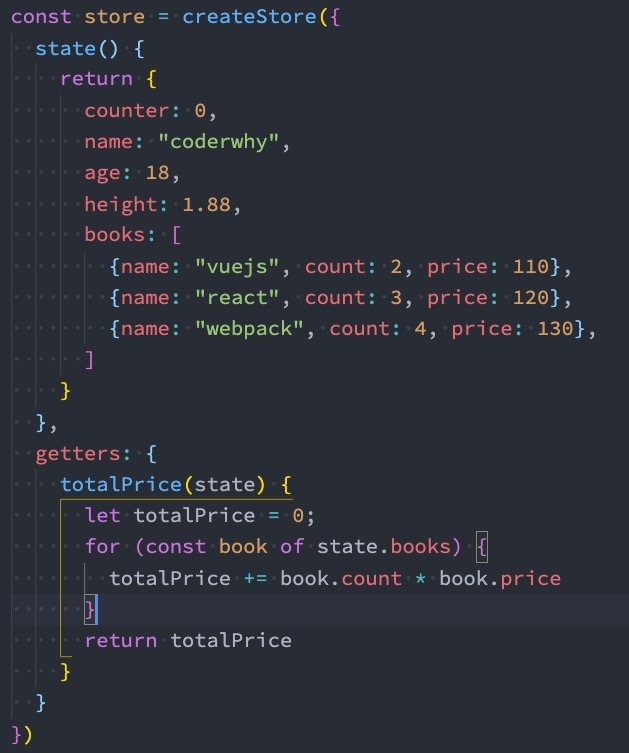 const store = createStore({
  state() {
    return {
      counter: 0,
      name: "coderwhy",
      age: 18,
      height: 1.88,
      books: [
        {name: "vuejs", count: 2, price: 110},
        {name: "react", count: 3, price: 120},
        {name: "webpack", count: 4, price: 130},
      ]
    }
  },
  getters: {
    totalPrice(state) {
      let totalPrice = 0;
      for (const book of state.books) {
        totalPrice += book.count * book.price
      }
      return totalPrice
    }
  }
})